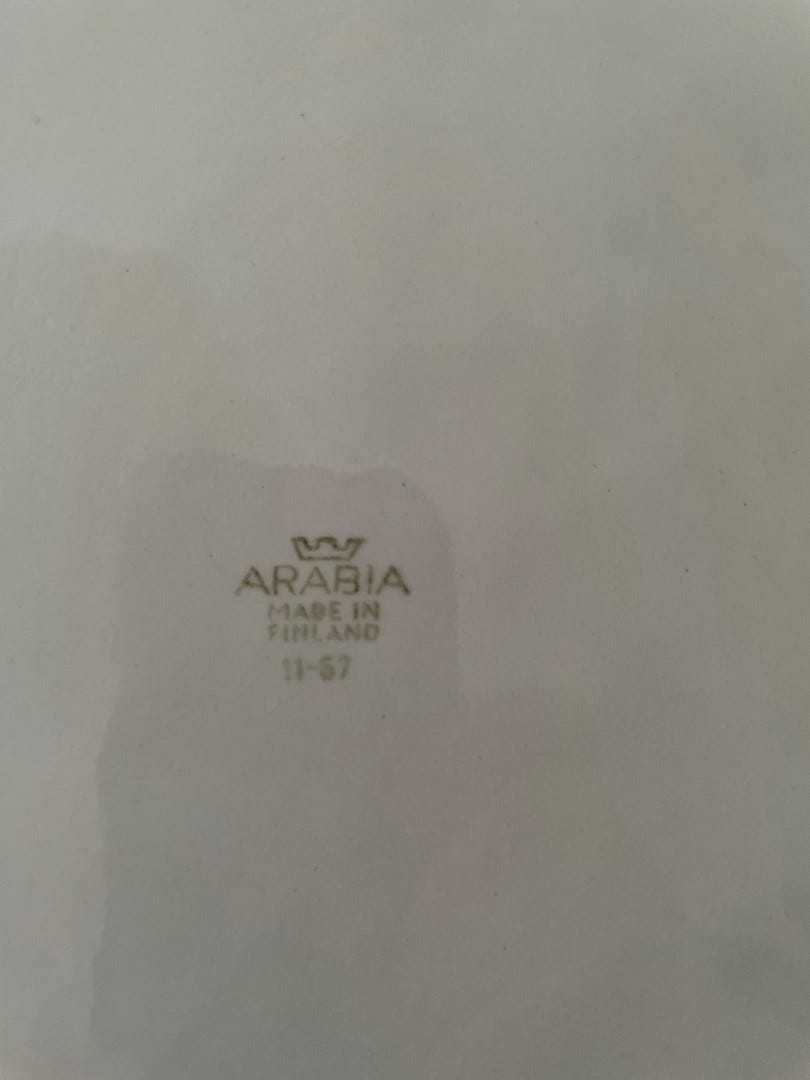 ARABIA
MADE IN
FINLAND
11-67